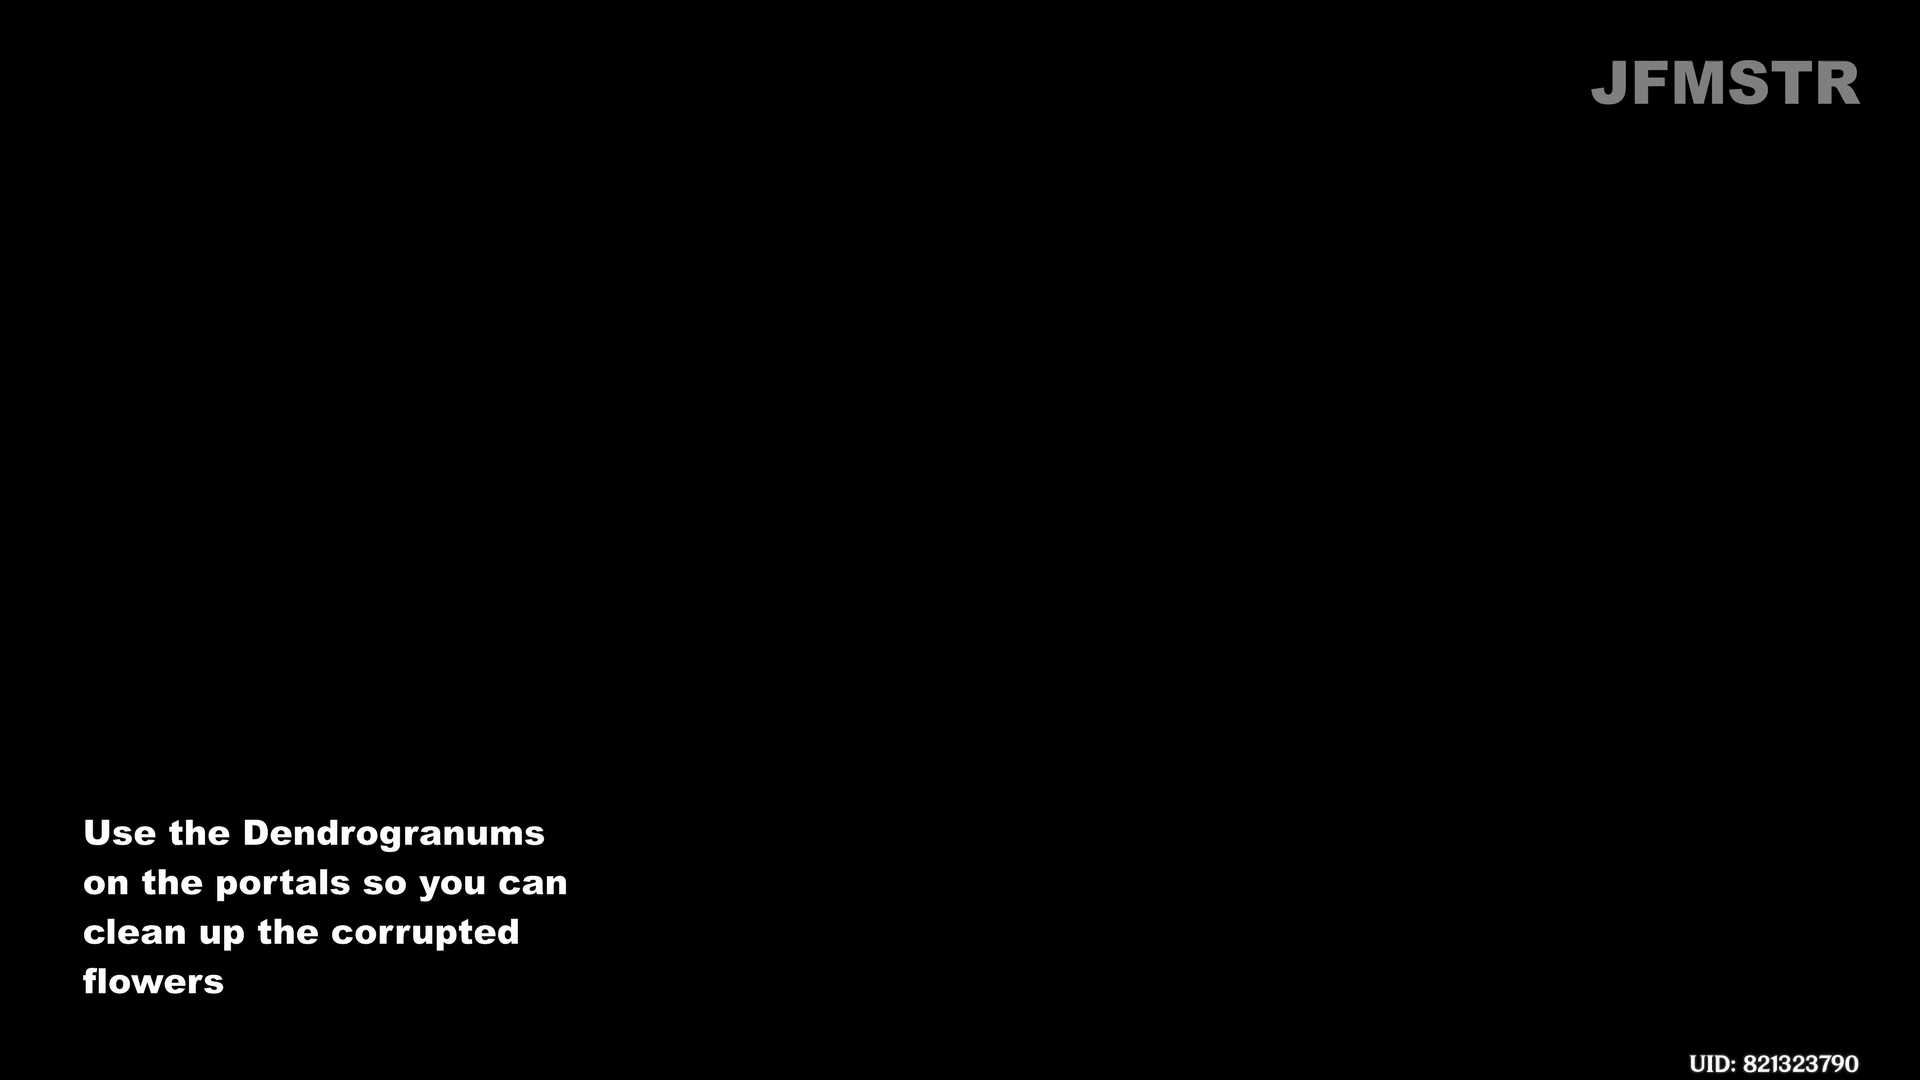 JFMSTR
Use the Dendrogranums
on the portals so you can
clean up the corrupted
flowers
UID: 821323790